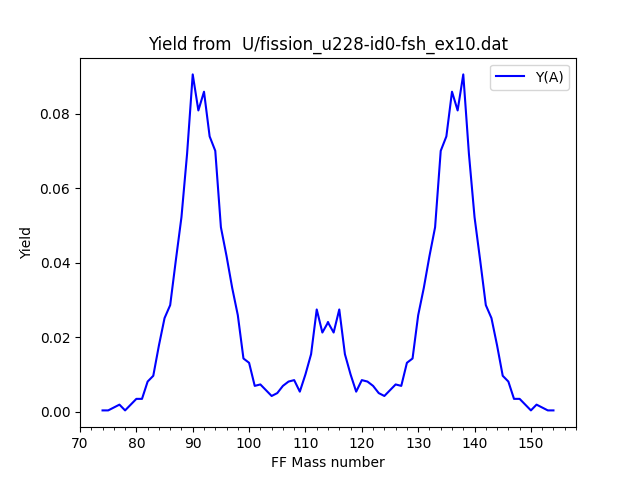 Yield from  U/fission_u228-id0-fsh_ex10.dat
Y(A)
0.08
0.06
0.04
0.02
0.00
Yield
70 80 90 100 110 120 130 140 150
FF Mass number